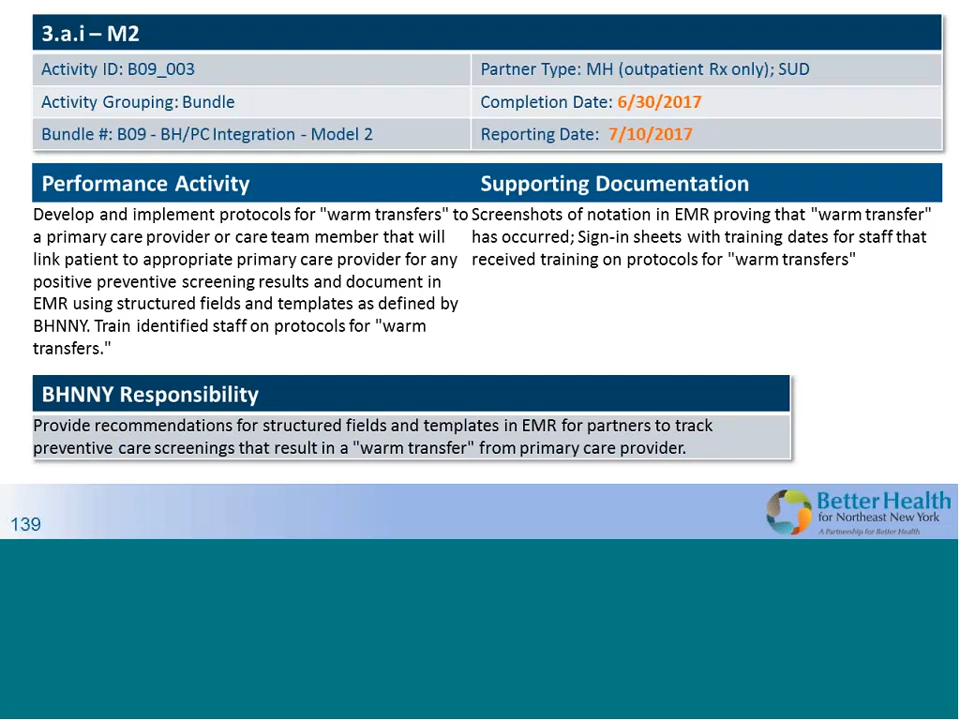 3.a.i – M2
Activity ID: B09_003
Partner Type: MH (outpatient Rx only); SUD
Activity Grouping: Bundle
Completion Date: 6/30/2017
Bundle #: B09 - BH/PC Integration - Model 2
Reporting Date: 7/10/2017
Performance Activity
Develop and implement protocols for "warm transfers" to
a primary care provider or care team member that will
link patient to appropriate primary care provider for any
positive preventive screening results and document in
EMR using structured fields and templates as defined by
BHNNY. Train identified staff on protocols for "warm
transfers."
Supporting Documentation
Screenshots of notation in EMR proving that "warm transfer"
has occurred; Sign-in sheets with training dates for staff that
received training on protocols for "warm transfers"
BHNNY Responsibility
Provide recommendations for structured fields and templates in EMR for partners to track
preventive care screenings that result in a "warm transfer" from primary care provider.
139
Better Health
for Northeast New York
A Partnership for Better Health